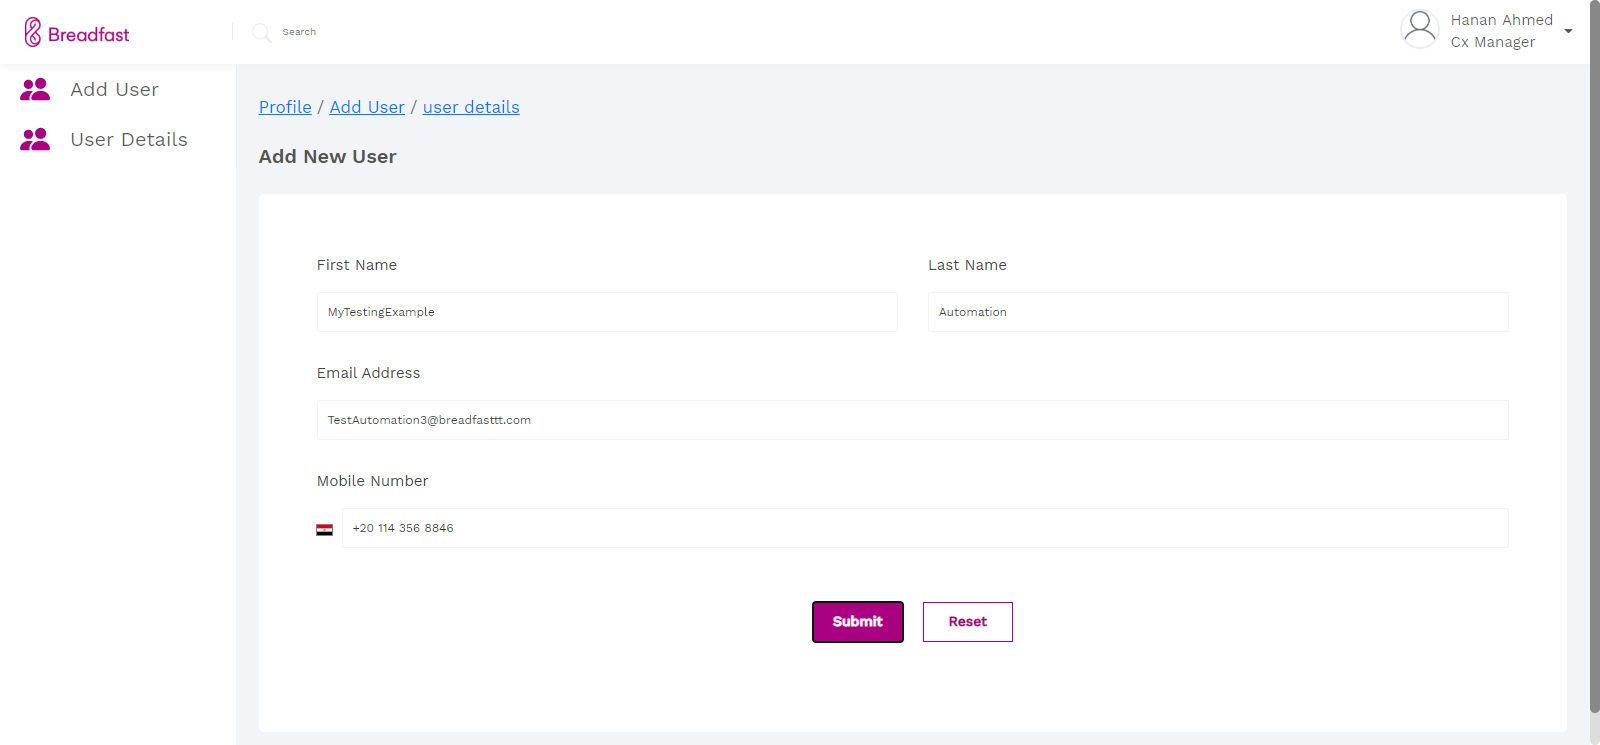 Breadfast
Search
Hanan Ahmed
Cx Manager
Add User
User Details
Profile / Add User / user details
Add New User
First Name
Last Name
MyTestingExample
Automation
Email Address
TestAutomation3@breadfasttt.com
Mobile Number
+20 114 356 8846
Submit
Reset